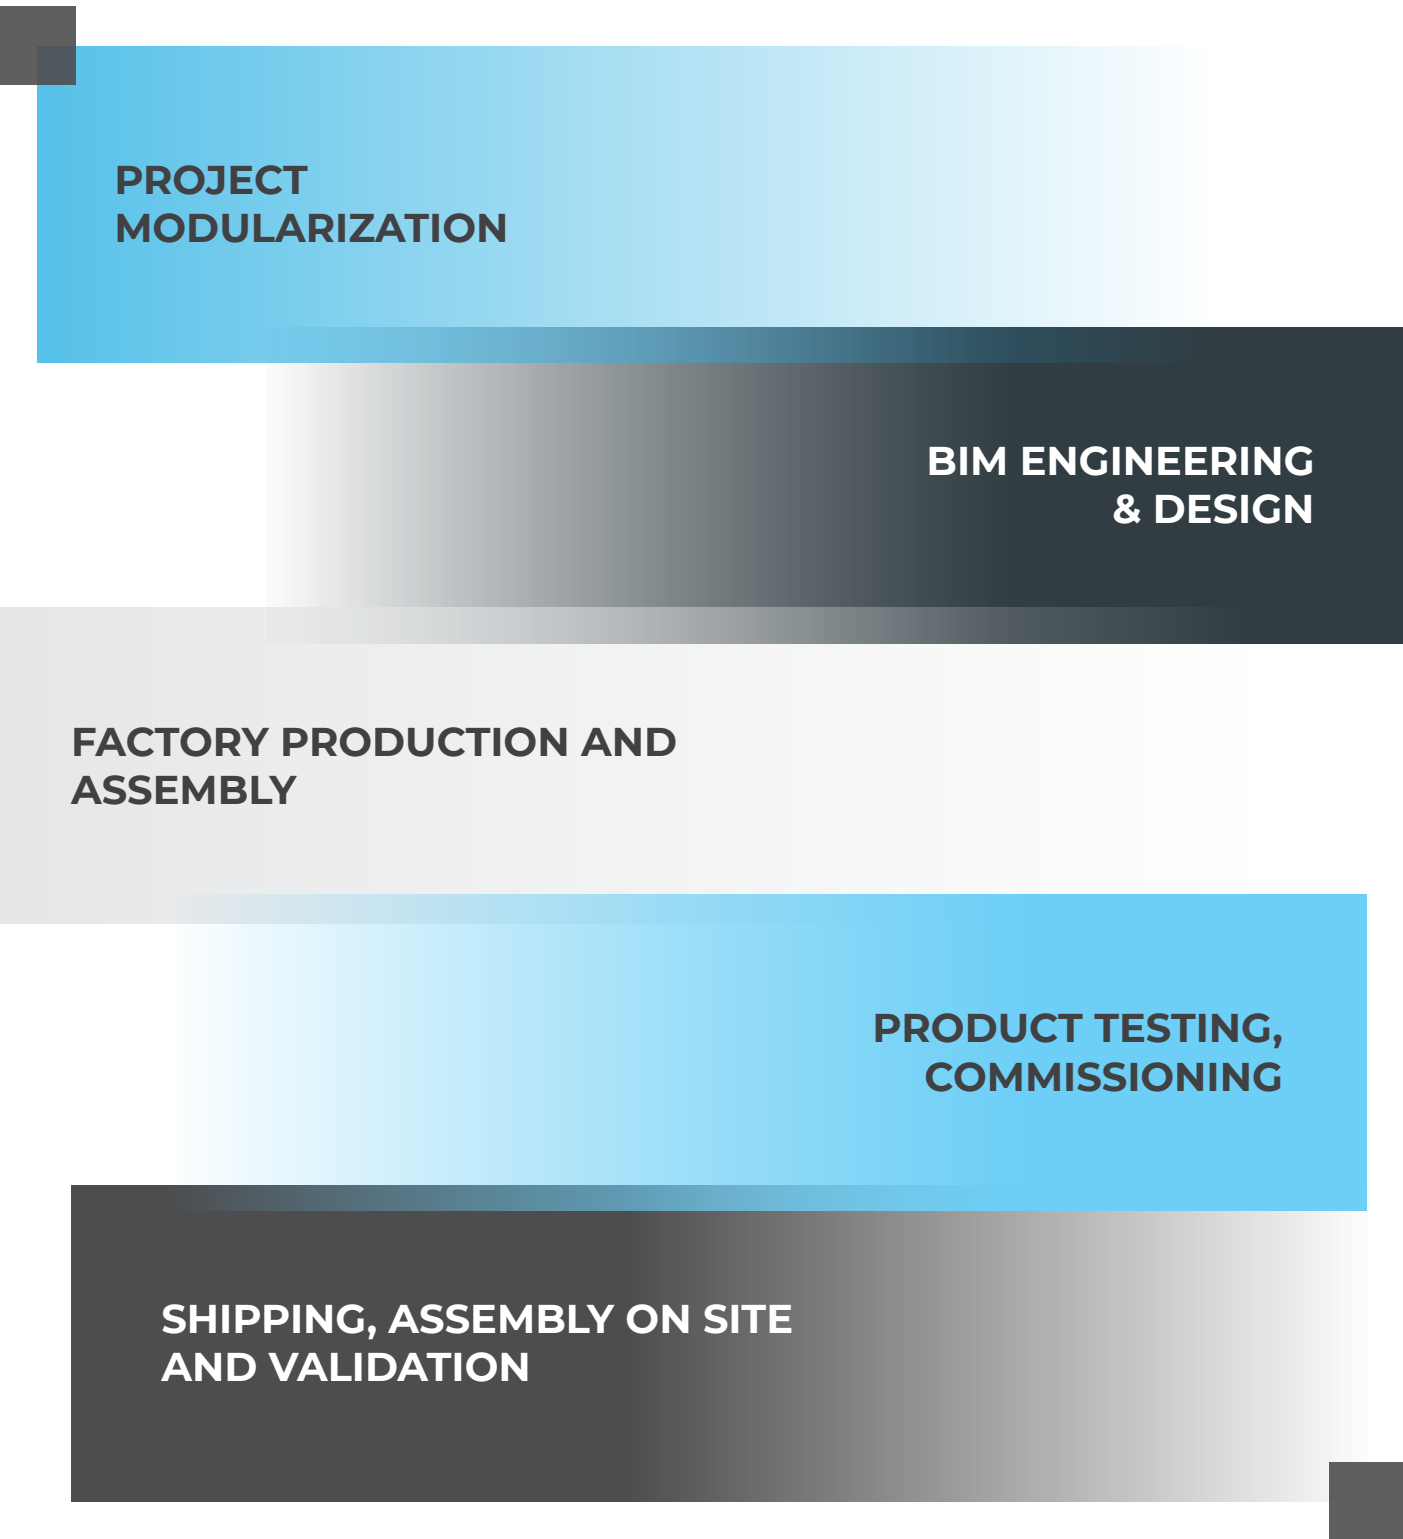 PROJECT
MODULARIZATION
BIM ENGINEERING
& DESIGN
FACTORY PRODUCTION AND
ASSEMBLY
PRODUCT TESTING,
COMMISSIONING
SHIPPING, ASSEMBLY ON SITE
AND VALIDATION